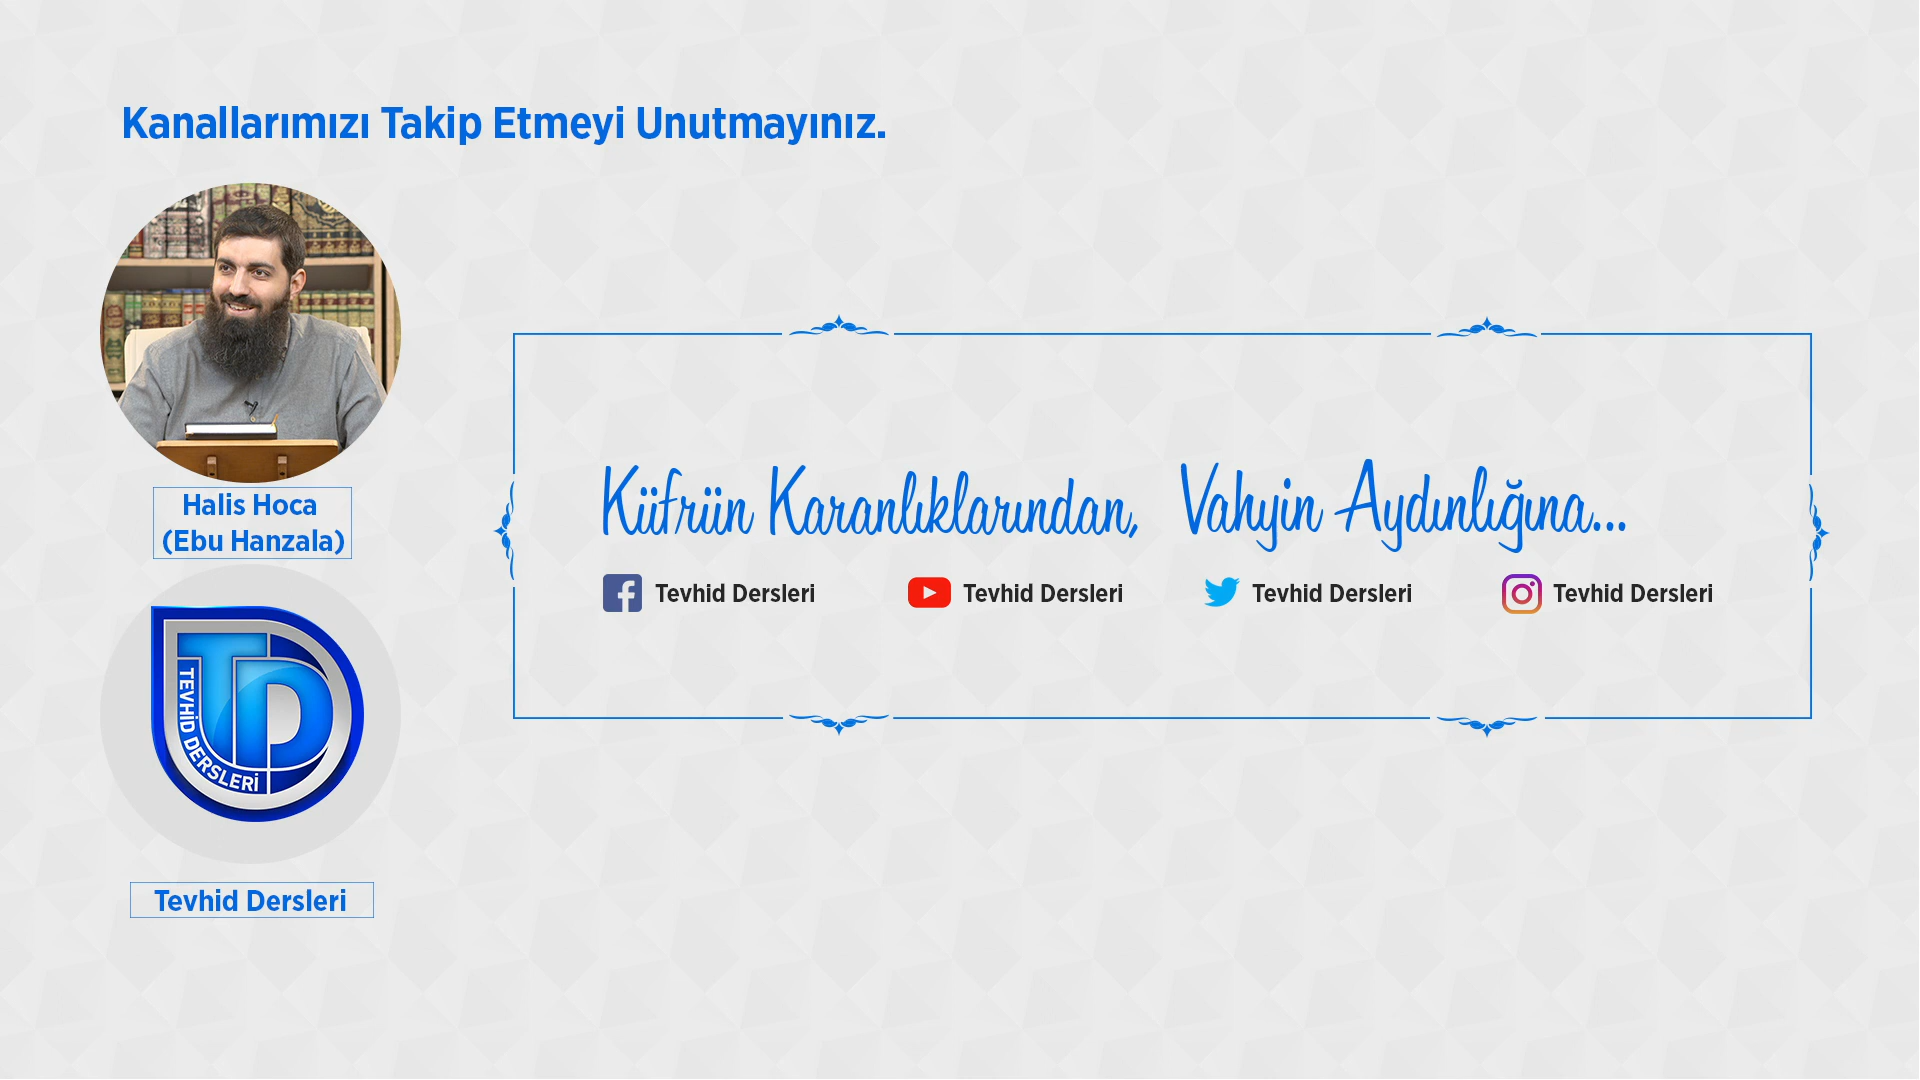 Kanallarımızı Takip Etmeyi Unutmayınız.
Halis Hoca
(Ebu Hanzala)
TD
TEVHİD DERSLERİ
Tevhid Dersleri
Küfrün Karanlıklarından, Vahyin Aydınlığına...
Tevhid Dersleri Tevhid Dersleri Tevhid Dersleri Tevhid Dersleri